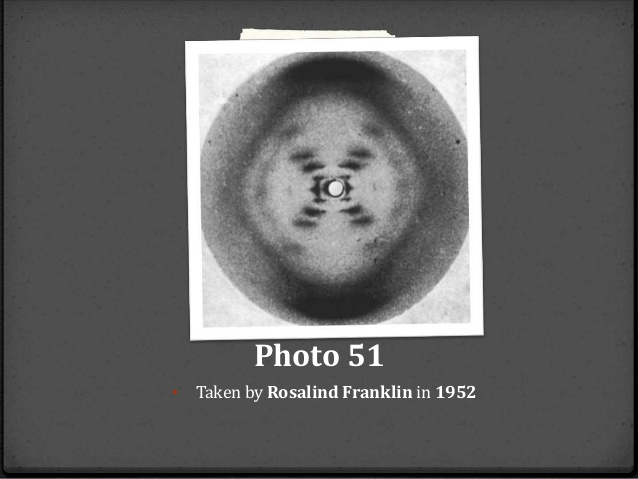 Photo 51
• Taken by Rosalind Franklin in 1952